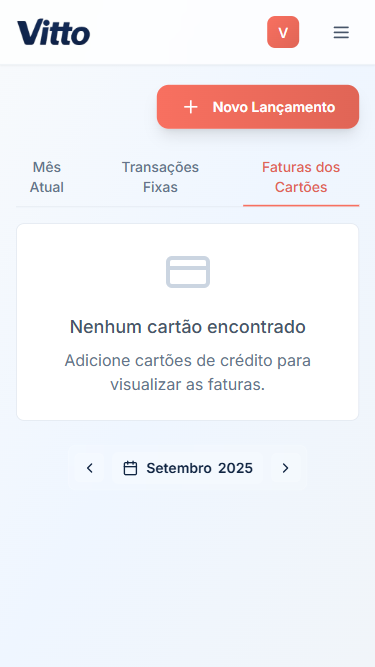 Vitto
V
Novo Lançamento
Mês
Atual
Transações
Fixas
Faturas dos
Cartões
Nenhum cartão encontrado
Adicione cartões de crédito para
visualizar as faturas.
Setembro 2025